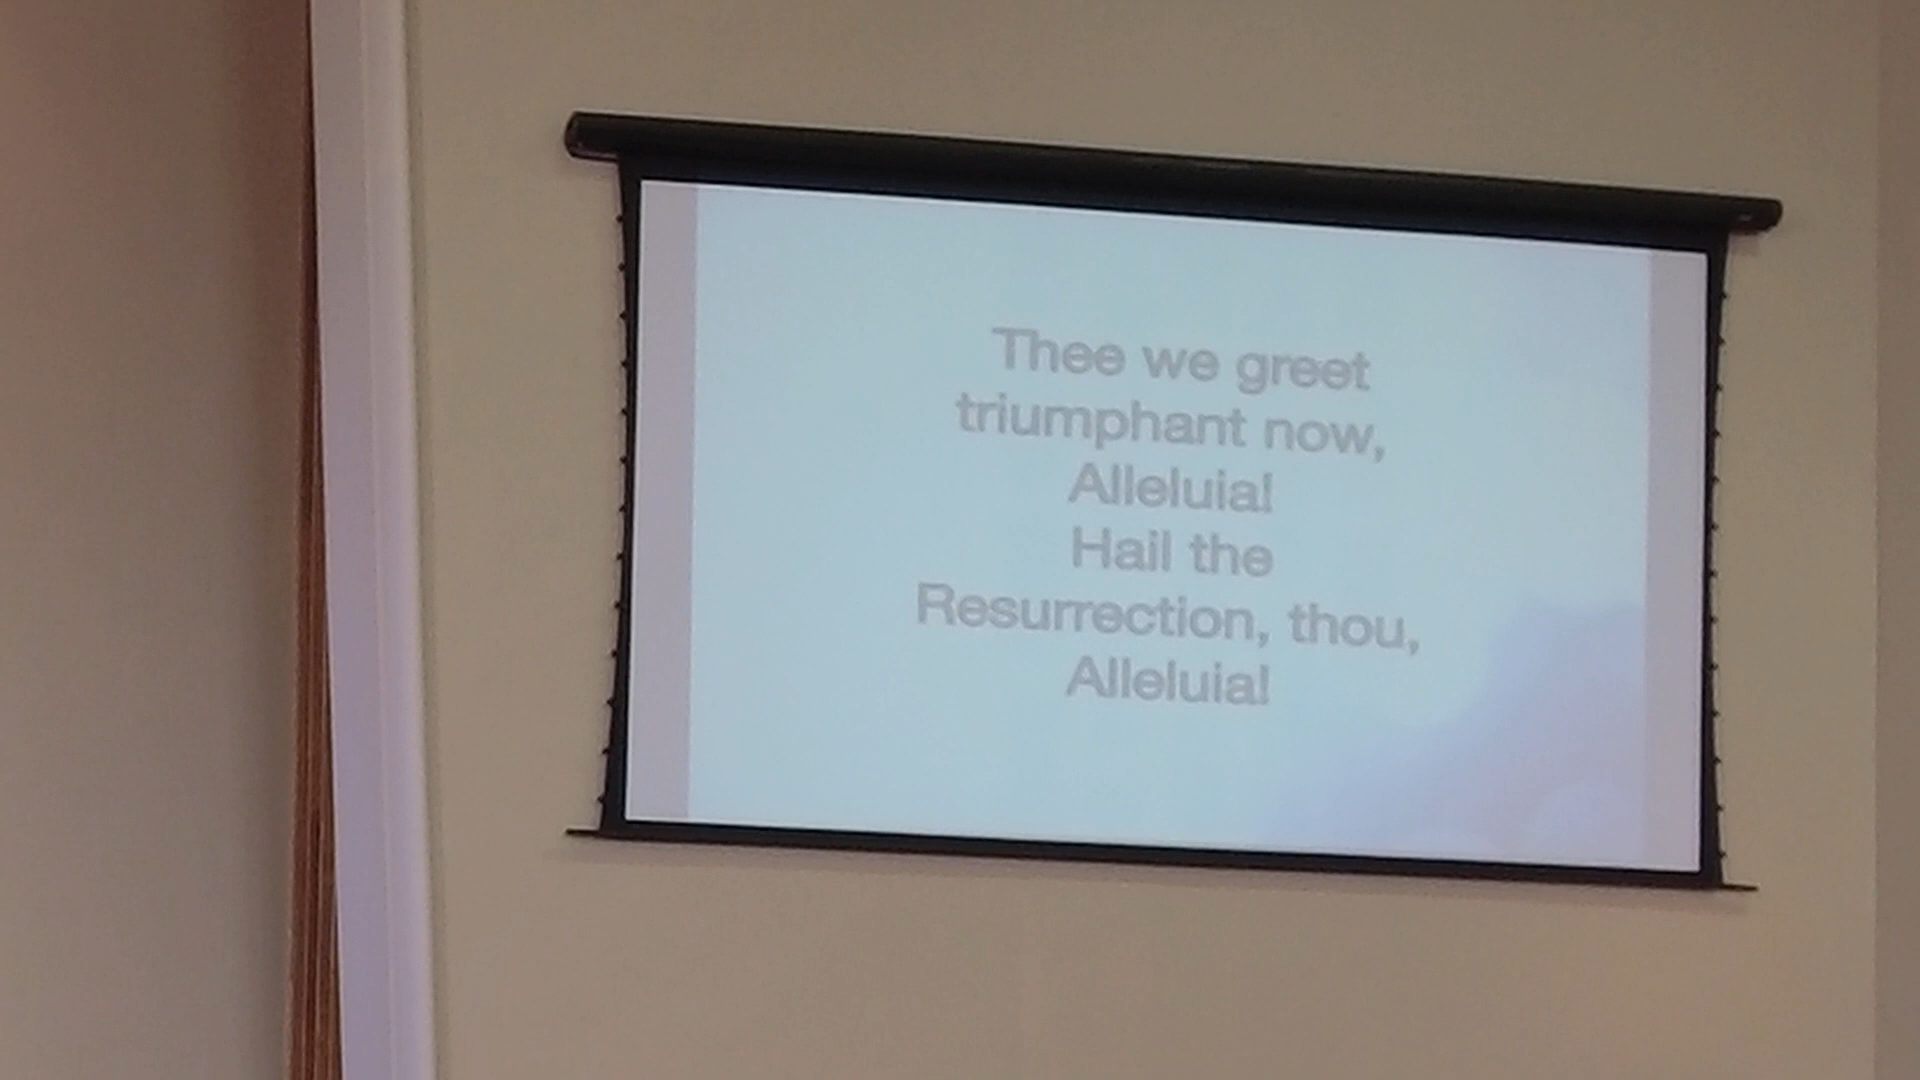 Thee we greet
triumphant now,
Alleluia!
Hail the
Resurrection, thou,
Alleluia!